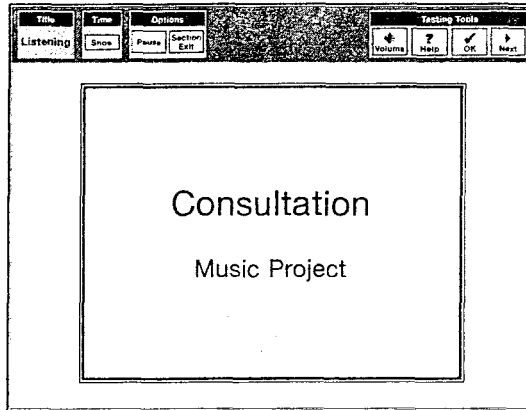 Title
Time
Options
Testing Tools
Listening
Show
Pause
Section
Exit
Volume
Help
OK
Next
Consultation
Music Project